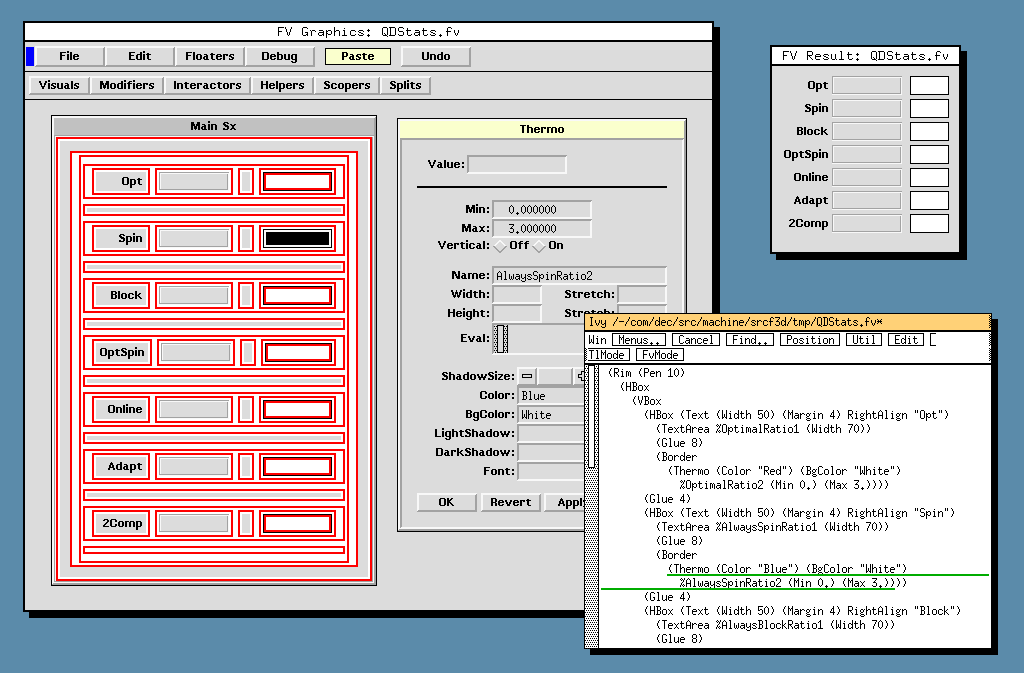 FV Graphics: QDStats.fv
File Edit Floaters Debug Paste Undo
Visuals Modifiers Interactors Helpers Scopers Splits
Main Sx
Opt
Spin
Block
OptSpin
Online
Adapt
2Comp
Thermo
Value:
Min: 0.000000
Max: 3.000000
Vertical: Off On
Name: AlwaysSpinRatio2
Width: Stretch:
Height:
Eval:
ShadowSize:
Color: Blue
BgColor: White
LightShadow:
DarkShadow:
Font:
OK Revert
FV Result: QDStats.fv
Opt
Spin
Block
OptSpin
Online
Adapt
2Comp
Ivy /-/com/dec/src/machine/srcf3d/tmp/QDStats.fv*
Win Menus.. Cancel Find.. Position Util Edit
TlMode FvMode
(Rim (Pen 10)
(HBox
(VBox
(HBox (Text (Width 50) (Margin 4) RightAlign "Opt")
(TextArea %OptimalRatio1 (Width 70))
(Glue 8)
(Border
(Thermo (Color "Red") (BgColor "White")
%OptimalRatio2 (Min 0.) (Max 3.))))
(Glue 4)
(HBox (Text (Width 50) (Margin 4) RightAlign "Spin")
(TextArea %AlwaysSpinRatio1 (Width 70))
(Glue 8)
(Border
(Thermo (Color "Blue") (BgColor "White")
%AlwaysSpinRatio2 (Min 0.) (Max 3.))))
(Glue 4)
(HBox (Text (Width 50) (Margin 4) RightAlign "Block")
(TextArea %AlwaysBlockRatio1 (Width 70))
(Glue 8)